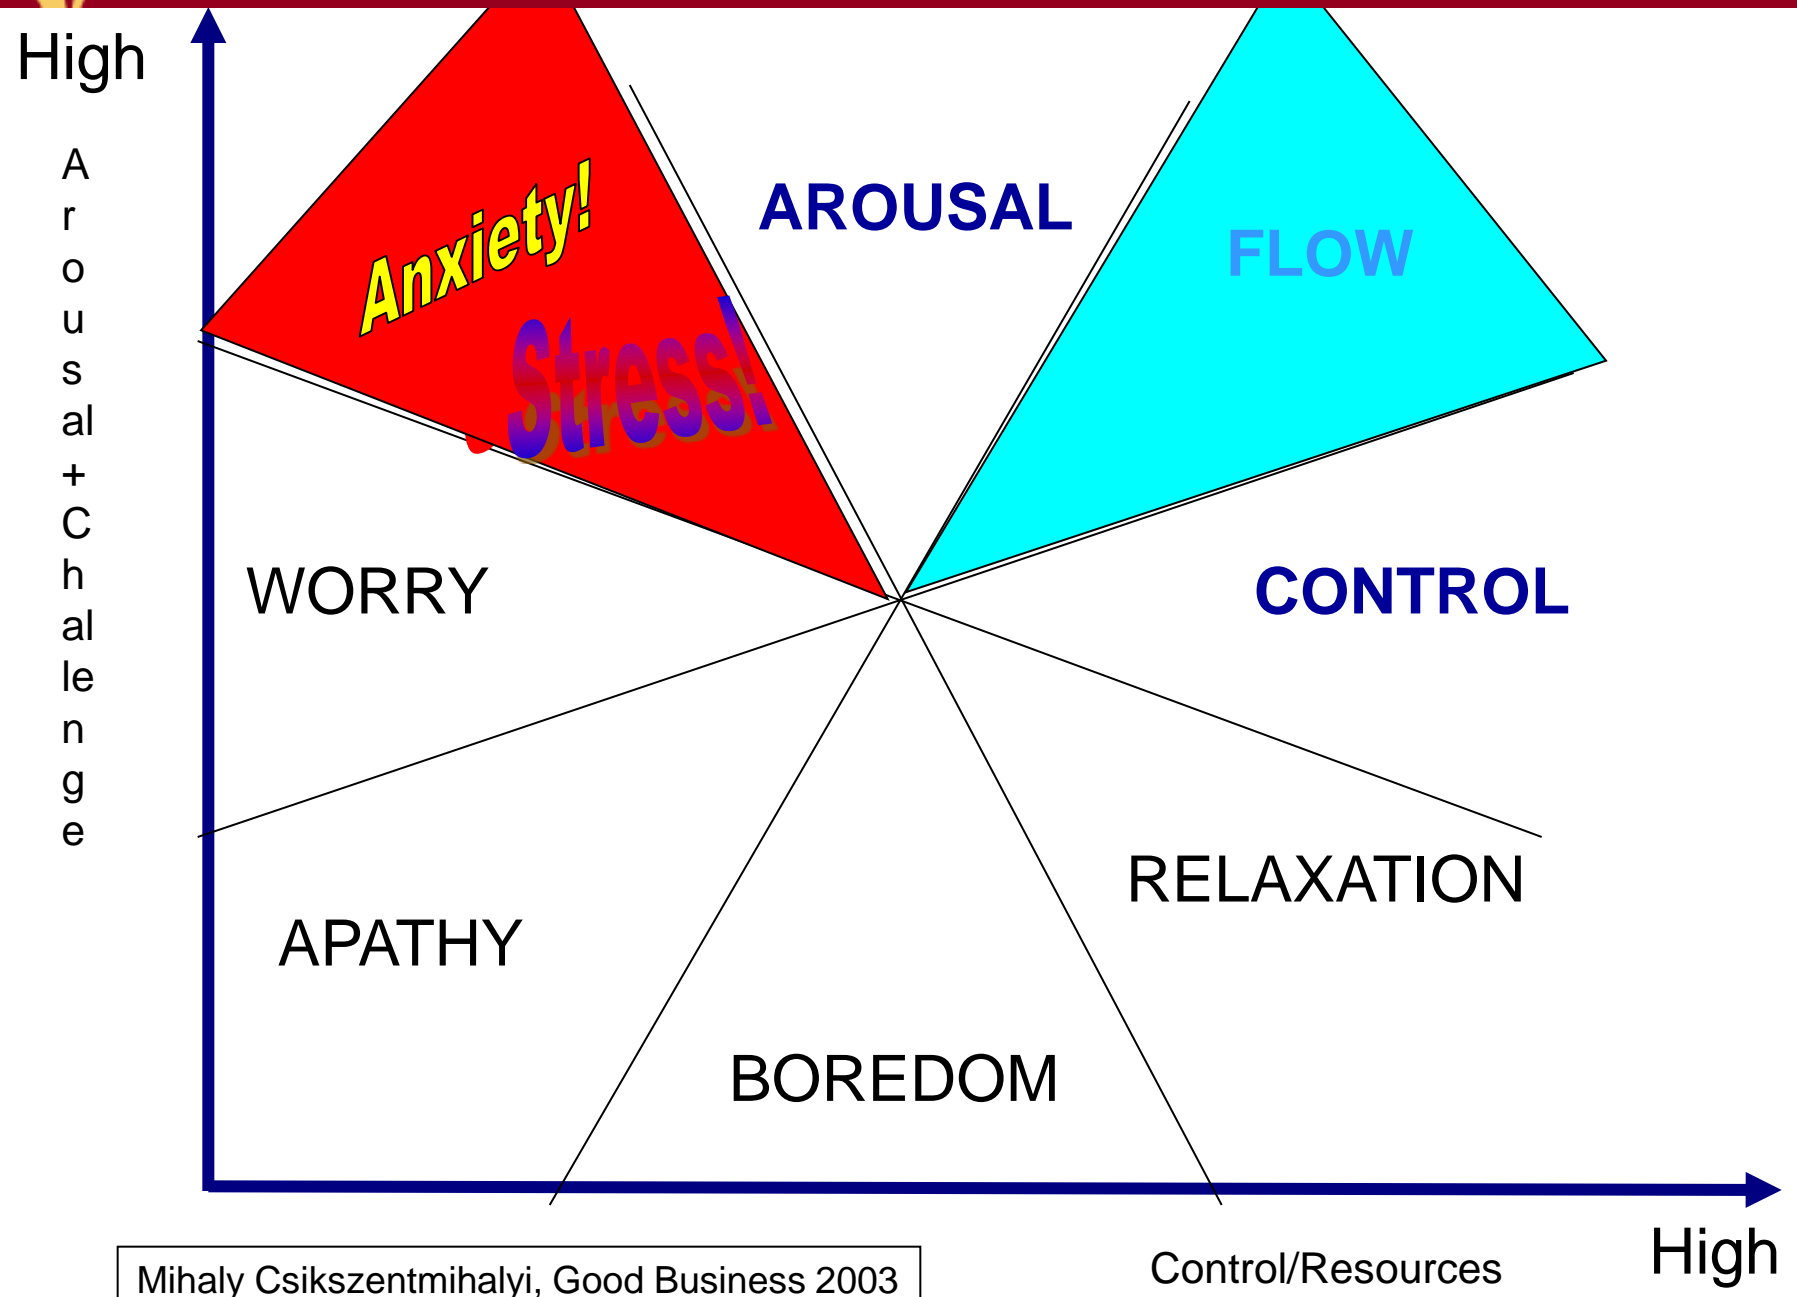 High
Arousal+Challenge
Anxiety!
Stress!
AROUSAL
FLOW
WORRY
CONTROL
APATHY
RELAXATION
BOREDOM
High
Control/Resources
Mihaly Csikszentmihalyi, Good Business 2003